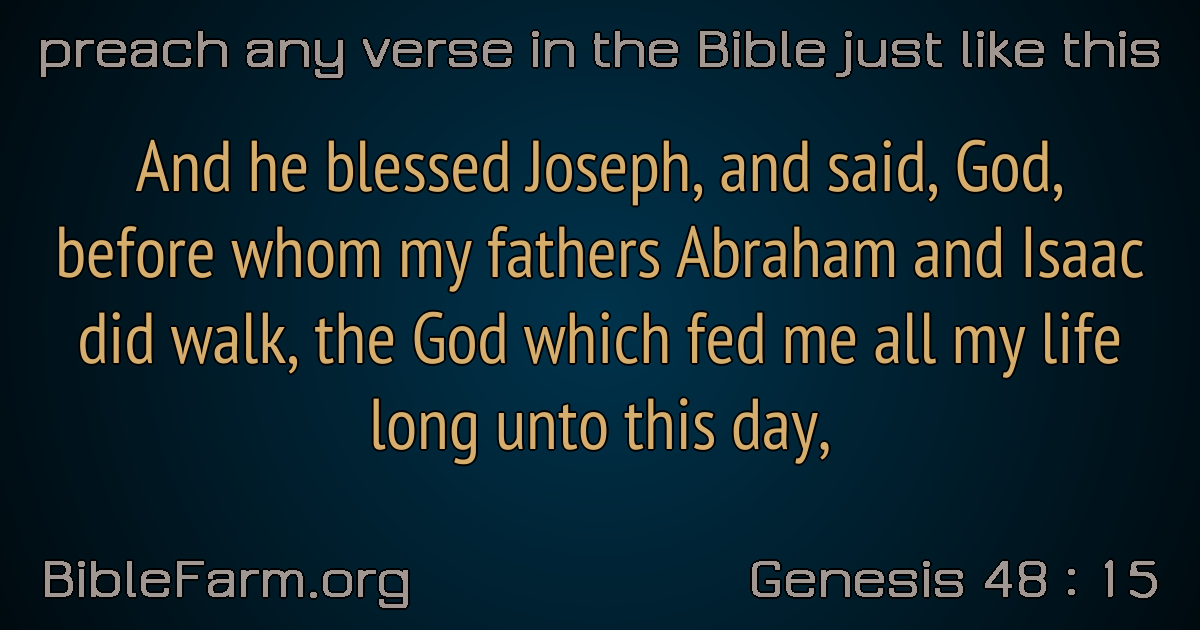 preach any verse in the Bible just like this
And he blessed Joseph, and said, God,
before whom my fathers Abraham and Isaac
did walk, the God which fed me all my life
long unto this day,
BibleFarm.org
Genesis 48 : 15